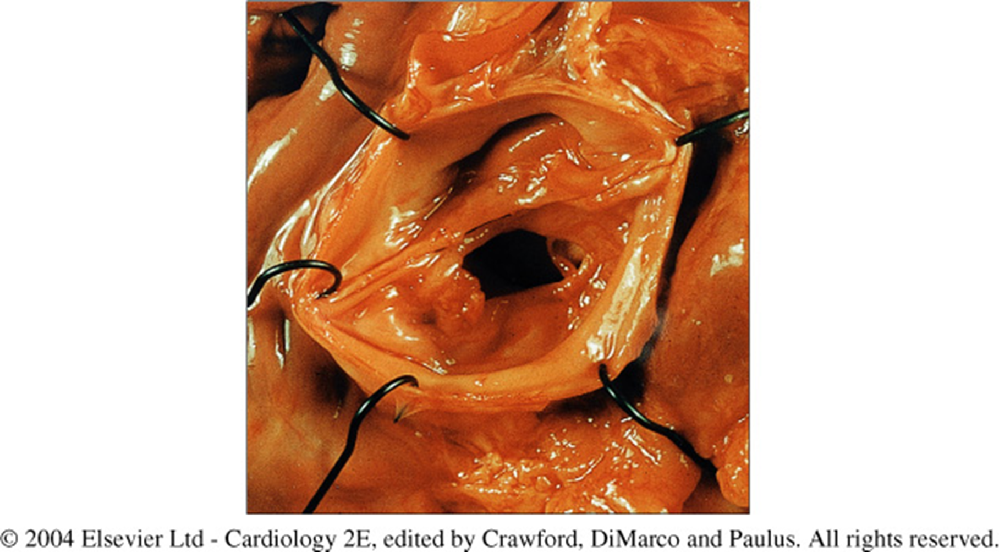 © 2004 Elsevier Ltd - Cardiology 2E, edited by Crawford, DiMarco and Paulus. All rights reserved.